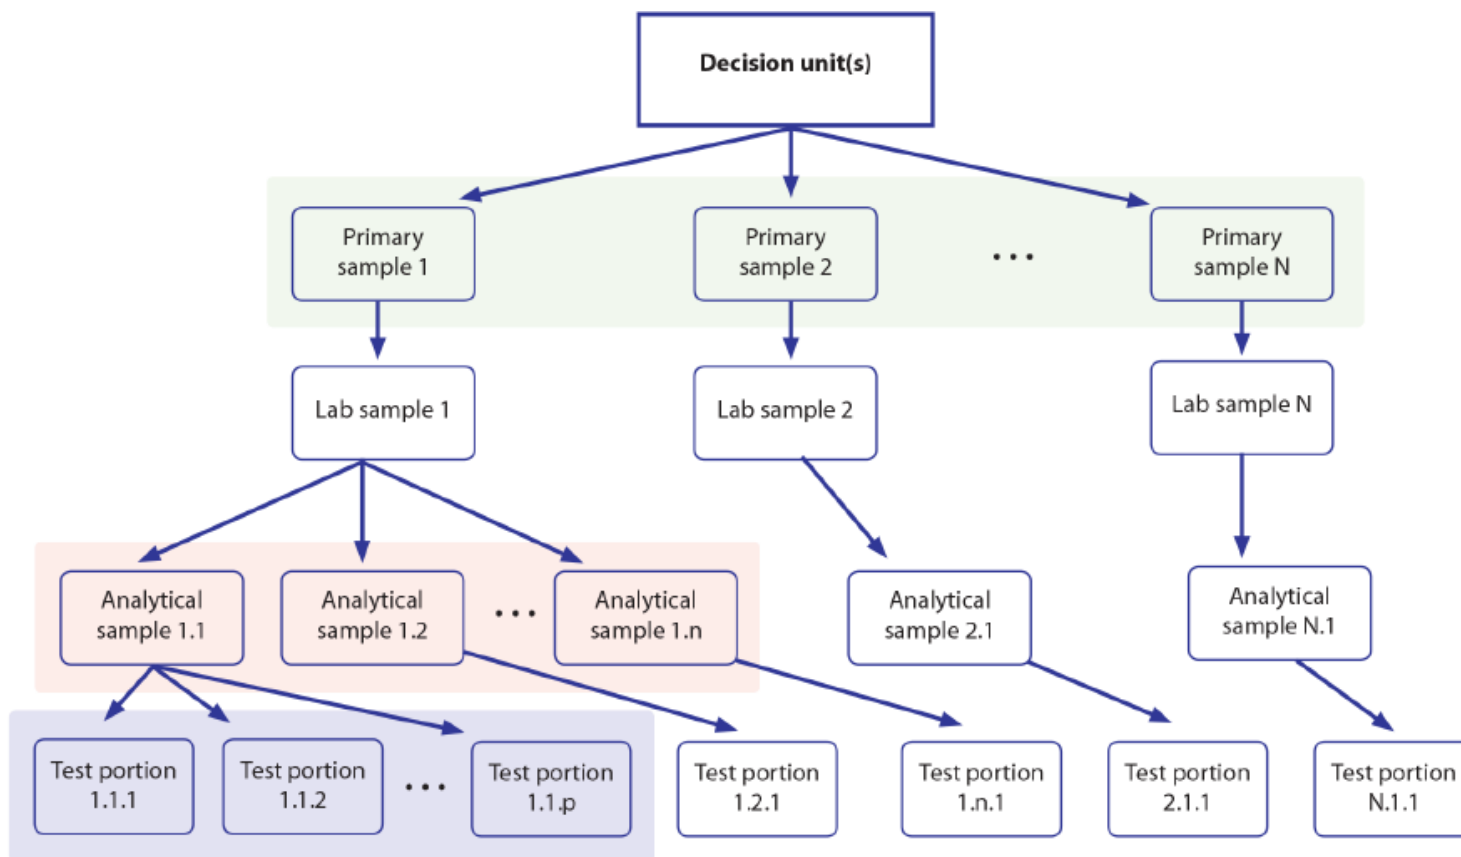 Decision unit(s)
Primary
sample 1
Primary
sample 2
...
Primary
sample N
Lab sample 1
Lab sample 2
Lab sample N
Analytical
sample 1.1
Analytical
sample 1.2
...
Analytical
sample 1.n
Analytical
sample 2.1
Analytical
sample N.1
Test portion
1.1.1
Test portion
1.1.2
...
Test portion
1.1.p
Test portion
1.2.1
Test portion
1.n.1
Test portion
2.1.1
Test portion
N.1.1